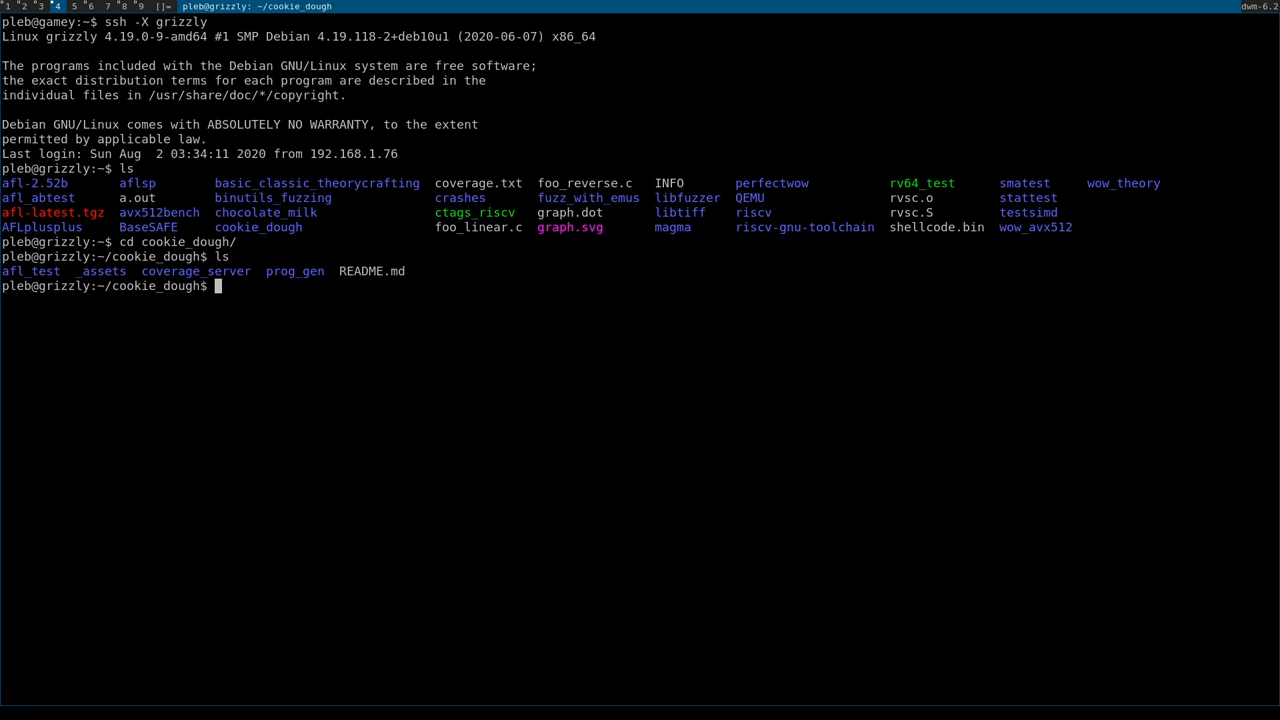 1 2 3 4 5 6 7 8 9 []= pleb@grizzly: ~/cookie_dough dwm-6.2
pleb@gamey:~$ ssh -X grizzly
Linux grizzly 4.19.0-9-amd64 #1 SMP Debian 4.19.118-2+deb10u1 (2020-06-07) x86_64
The programs included with the Debian GNU/Linux system are free software;
the exact distribution terms for each program are described in the
individual files in /usr/share/doc/*/copyright.
Debian GNU/Linux comes with ABSOLUTELY NO WARRANTY, to the extent
permitted by applicable law.
Last login: Sun Aug  2 03:34:11 2020 from 192.168.1.76
pleb@grizzly:~$ ls
afl-2.52b aflsp basic_classic_theorycrafting coverage.txt foo_reverse.c INFO perfectwow rv64_test smatest wow_theory
afl_abtest a.out binutils_fuzzing crashes fuzz_with_emus libfuzzer QEMU rvsc.o stattest
afl-latest.tgz avx512bench chocolate_milk ctags_riscv graph.dot libtiff riscv rvsc.S testsimd
AFLplusplus BaseSAFE cookie_dough foo_linear.c graph.svg magma riscv-gnu-toolchain shellcode.bin wow_avx512
pleb@grizzly:~$ cd cookie_dough/
pleb@grizzly:~/cookie_dough$ ls
afl_test _assets coverage_server prog_gen README.md
pleb@grizzly:~/cookie_dough$